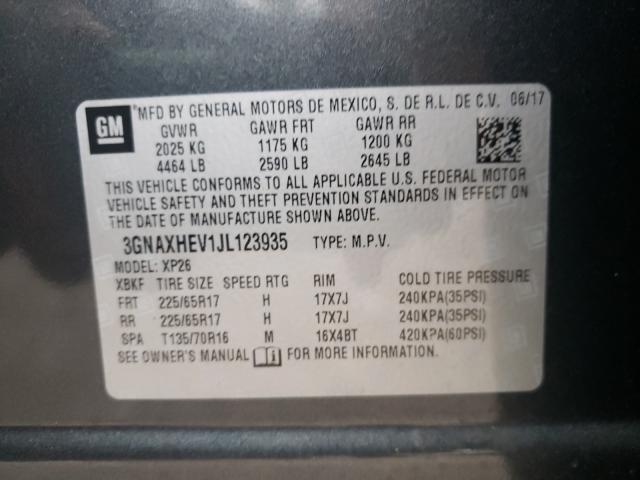 GM
*MFD BY GENERAL MOTORS DE MEXICO, S. DE R.L. DE C.V. 06/17
GVWR GAWR FRT GAWR RR
2025 KG 1175 KG 1200 KG
4464 LB 2590 LB 2645 LB
THIS VEHICLE CONFORMS TO ALL APPLICABLE U.S. FEDERAL MOTOR
VEHICLE SAFETY AND THEFT PREVENTION STANDARDS IN EFFECT ON
THE DATE OF MANUFACTURE SHOWN ABOVE.
3GNAXHEV1JL123935 TYPE: M.P.V.
MODEL: XP26
XBKF TIRE SIZE SPEED RTG RIM COLD TIRE PRESSURE
FRT 225/65R17 H 17X7J 240KPA(35PSI)
RR 225/65R17 H 17X7J 240KPA(35PSI)
SPA T135/70R16 M 16X4BT 420KPA(60PSI)
SEE OWNER'S MANUAL FOR MORE INFORMATION.